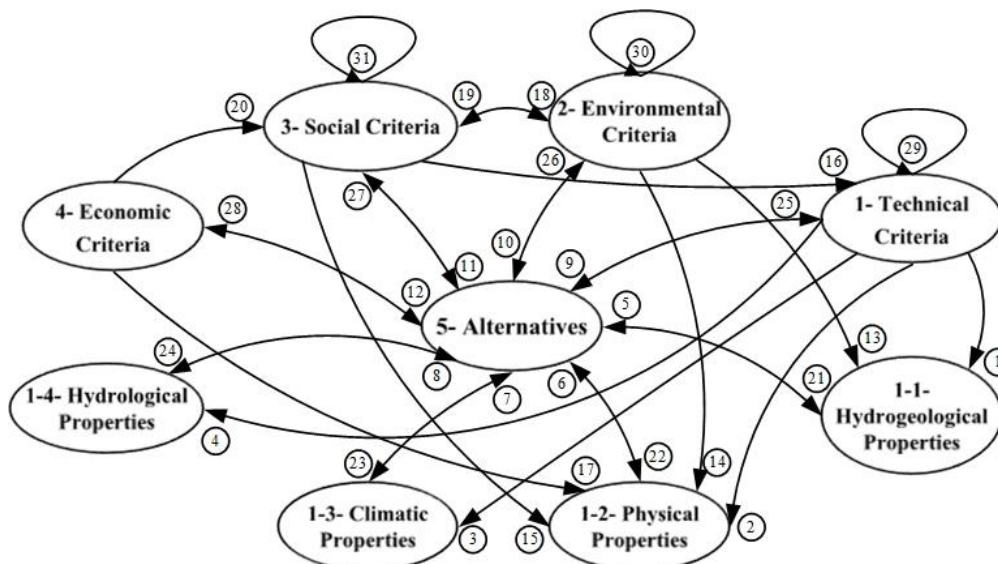 31
30
29
20
19
18
3- Social Criteria
2- Environmental
Criteria
26
16
27
28
25
4- Economic
Criteria
1- Technical
Criteria
10
9
11
12
5
5- Alternatives
24
8
7
6
13
1
21
1-4- Hydrological
Properties
1-1-
Hydrogeological
Properties
4
23
17
22
14
1-3- Climatic
Properties
1-2- Physical
Properties
3
15
2